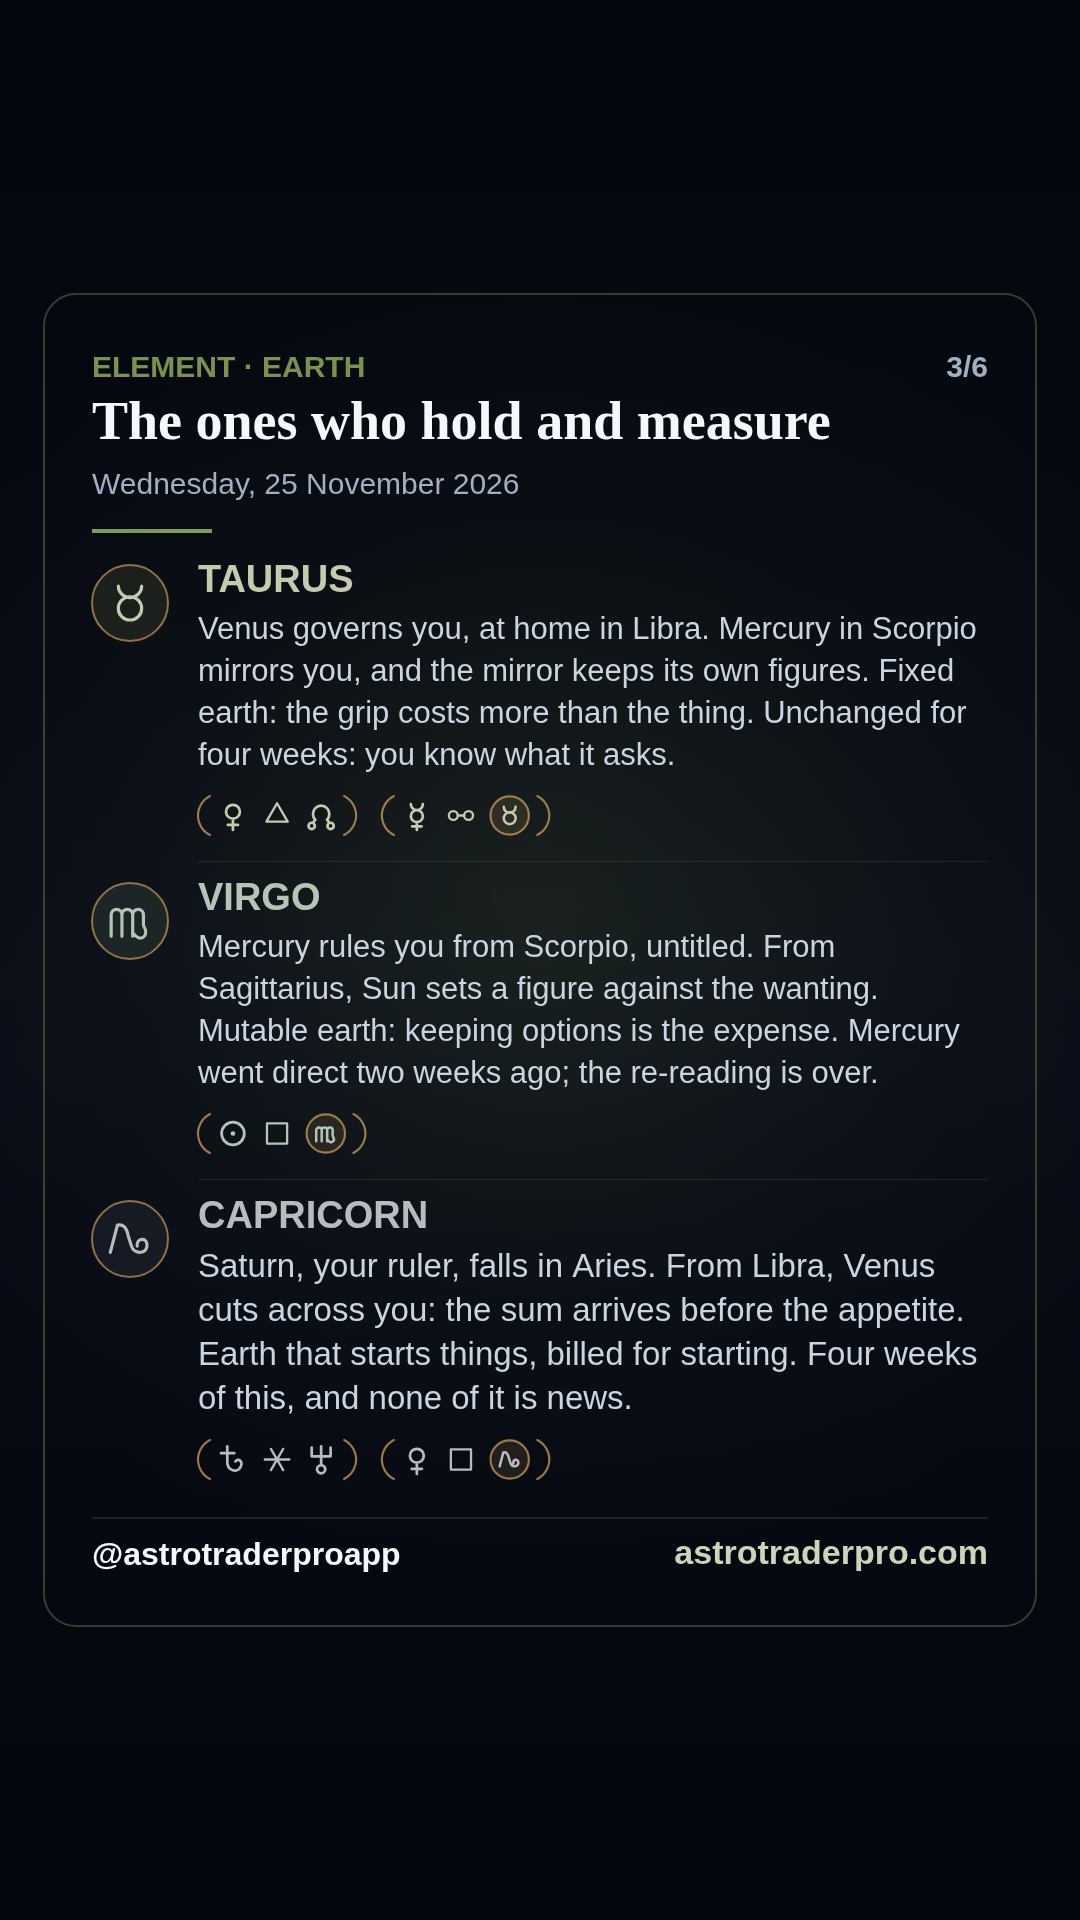 ELEMENT · EARTH
3/6
The ones who hold and measure
Wednesday, 25 November 2026
TAURUS
Venus governs you, at home in Libra. Mercury in Scorpio
mirrors you, and the mirror keeps its own figures. Fixed
earth: the grip costs more than the thing. Unchanged for
four weeks: you know what it asks.
VIRGO
Mercury rules you from Scorpio, untitled. From
Sagittarius, Sun sets a figure against the wanting.
Mutable earth: keeping options is the expense. Mercury
went direct two weeks ago; the re-reading is over.
CAPRICORN
Saturn, your ruler, falls in Aries. From Libra, Venus
cuts across you: the sum arrives before the appetite.
Earth that starts things, billed for starting. Four weeks
of this, and none of it is news.
@astrotraderproapp
astrotraderpro.com